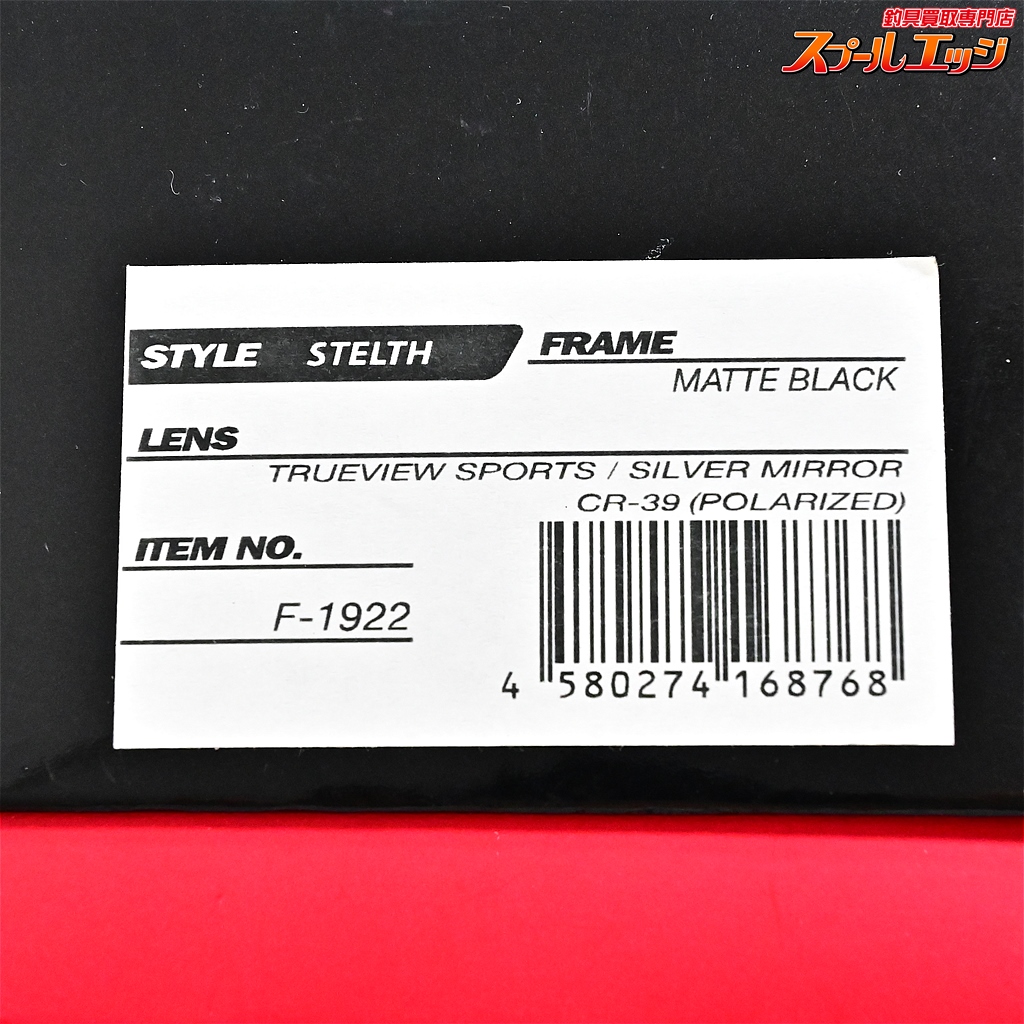 釣具買取専門店
スプールエッジ
STYLE STELTH
FRAME
MATTE BLACK
LENS
TRUEVIEW SPORTS / SILVER MIRROR
CR-39 (POLARIZED)
ITEM NO.
F-1922
4 580274 168768